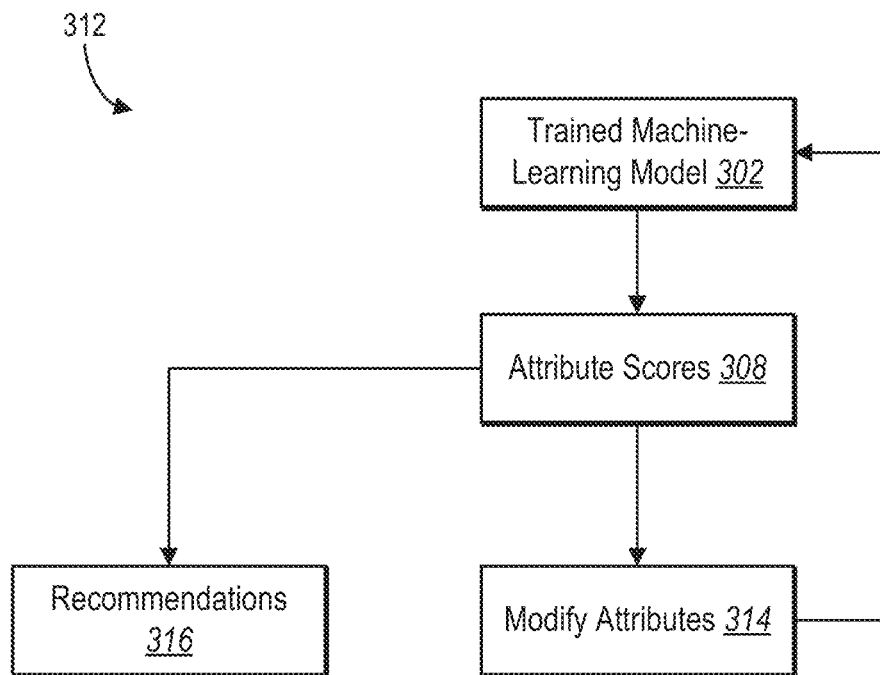 312
Trained Machine-
Learning Model 302
Attribute Scores 308
Recommendations
316
Modify Attributes 314